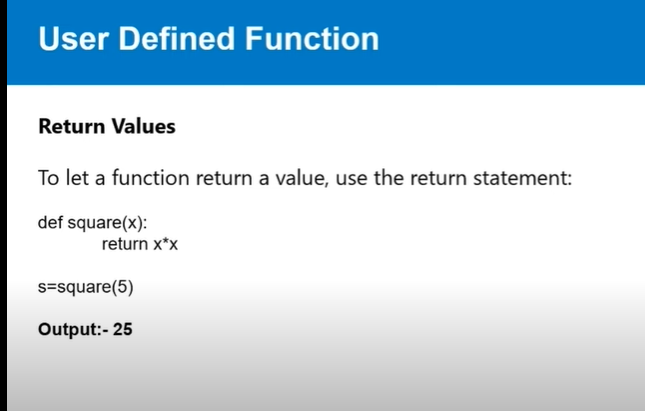 User Defined Function
Return Values
To let a function return a value, use the return statement:
def square(x):
return x*x
s=square(5)
Output:- 25